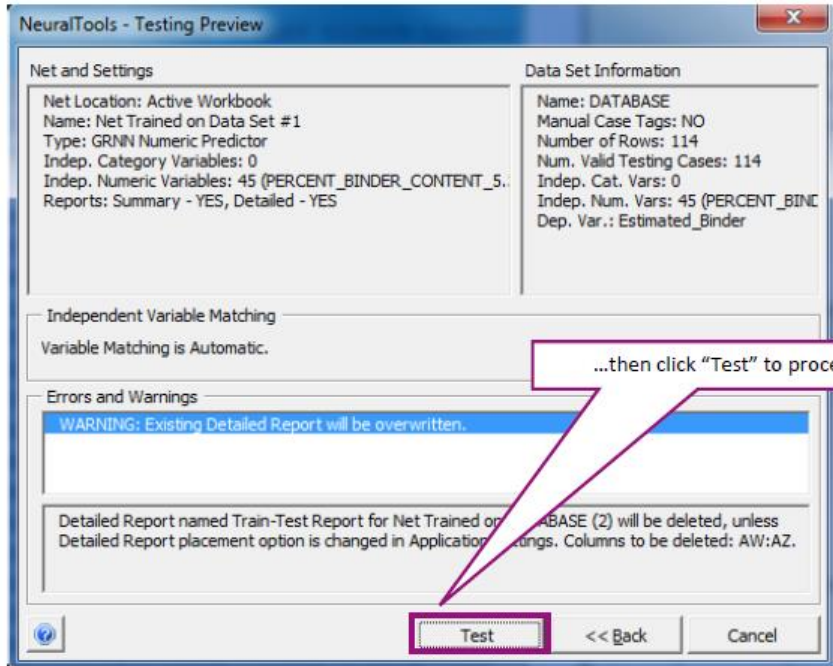 NeuralTools - Testing Preview
Net and Settings
Net Location: Active Workbook
Name: Net Trained on Data Set #1
Type: GRNN Numeric Predictor
Indep. Category Variables: 0
Indep. Numeric Variables: 45 (PERCENT_BINDER_CONTENT_5.
Reports: Summary - YES, Detailed - YES
Data Set Information
Name: DATABASE
Manual Case Tags: NO
Number of Rows: 114
Num. Valid Testing Cases: 114
Indep. Cat. Vars: 0
Indep. Num. Vars: 45 (PERCENT_BIND
Dep. Var.: Estimated_Binder
Independent Variable Matching
Variable Matching is Automatic.
...then click “Test” to proce
Errors and Warnings
WARNING: Existing Detailed Report will be overwritten.
Detailed Report named Train-Test Report for Net Trained on ABASE (2) will be deleted, unless
Detailed Report placement option is changed in Application tings. Columns to be deleted: AW:AZ.
Test
<< Back
Cancel